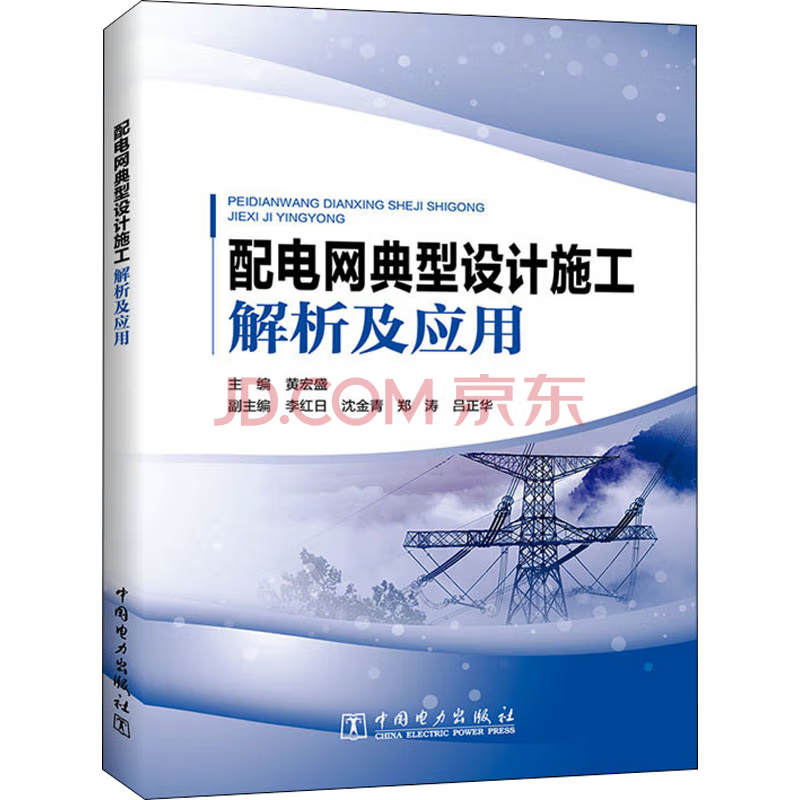 配电网典型设计施工 解析及应用
中国电力出版社
PEIDIANWANG DIANXING SHEJI SHIGONG
JIEXI JI YINGYONG
配电网典型设计施工
解析及应用
主 编 黄宏盛
副主编 李红日 沈金青 郑 涛 吕正华
JD.COM 京东
中国电力出版社
CHINA ELECTRIC POWER PRESS